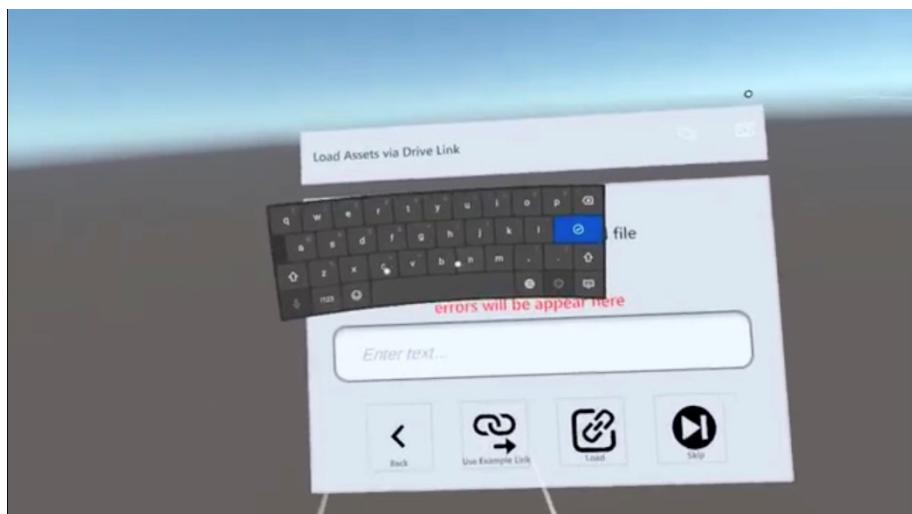 Load Assets via Drive Link
q w e r t y u i o p
a s d f g h j k l
file
z x c v b n m , .
?123
errors will be appear here
Enter text...
Back
Use Example Link
Load
Skip